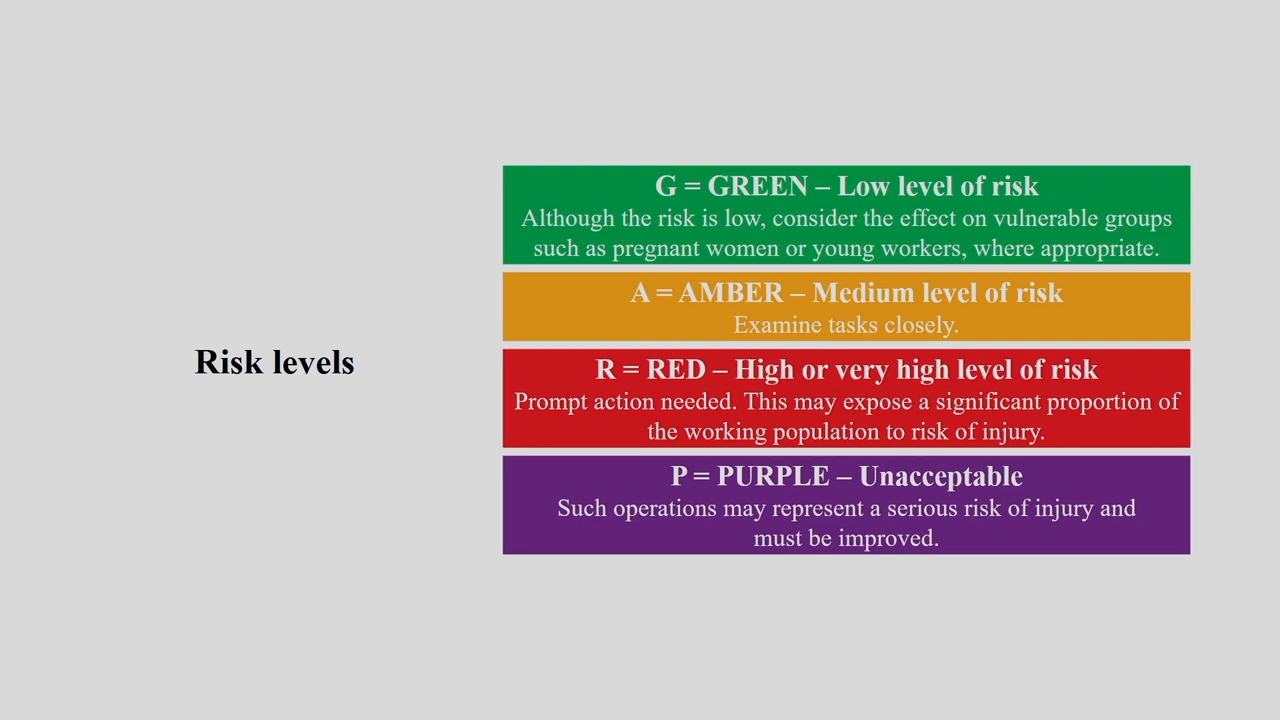 Risk levels
G = GREEN – Low level of risk
Although the risk is low, consider the effect on vulnerable groups
such as pregnant women or young workers, where appropriate.
A = AMBER – Medium level of risk
Examine tasks closely.
R = RED – High or very high level of risk
Prompt action needed. This may expose a significant proportion of
the working population to risk of injury.
P = PURPLE – Unacceptable
Such operations may represent a serious risk of injury and
must be improved.